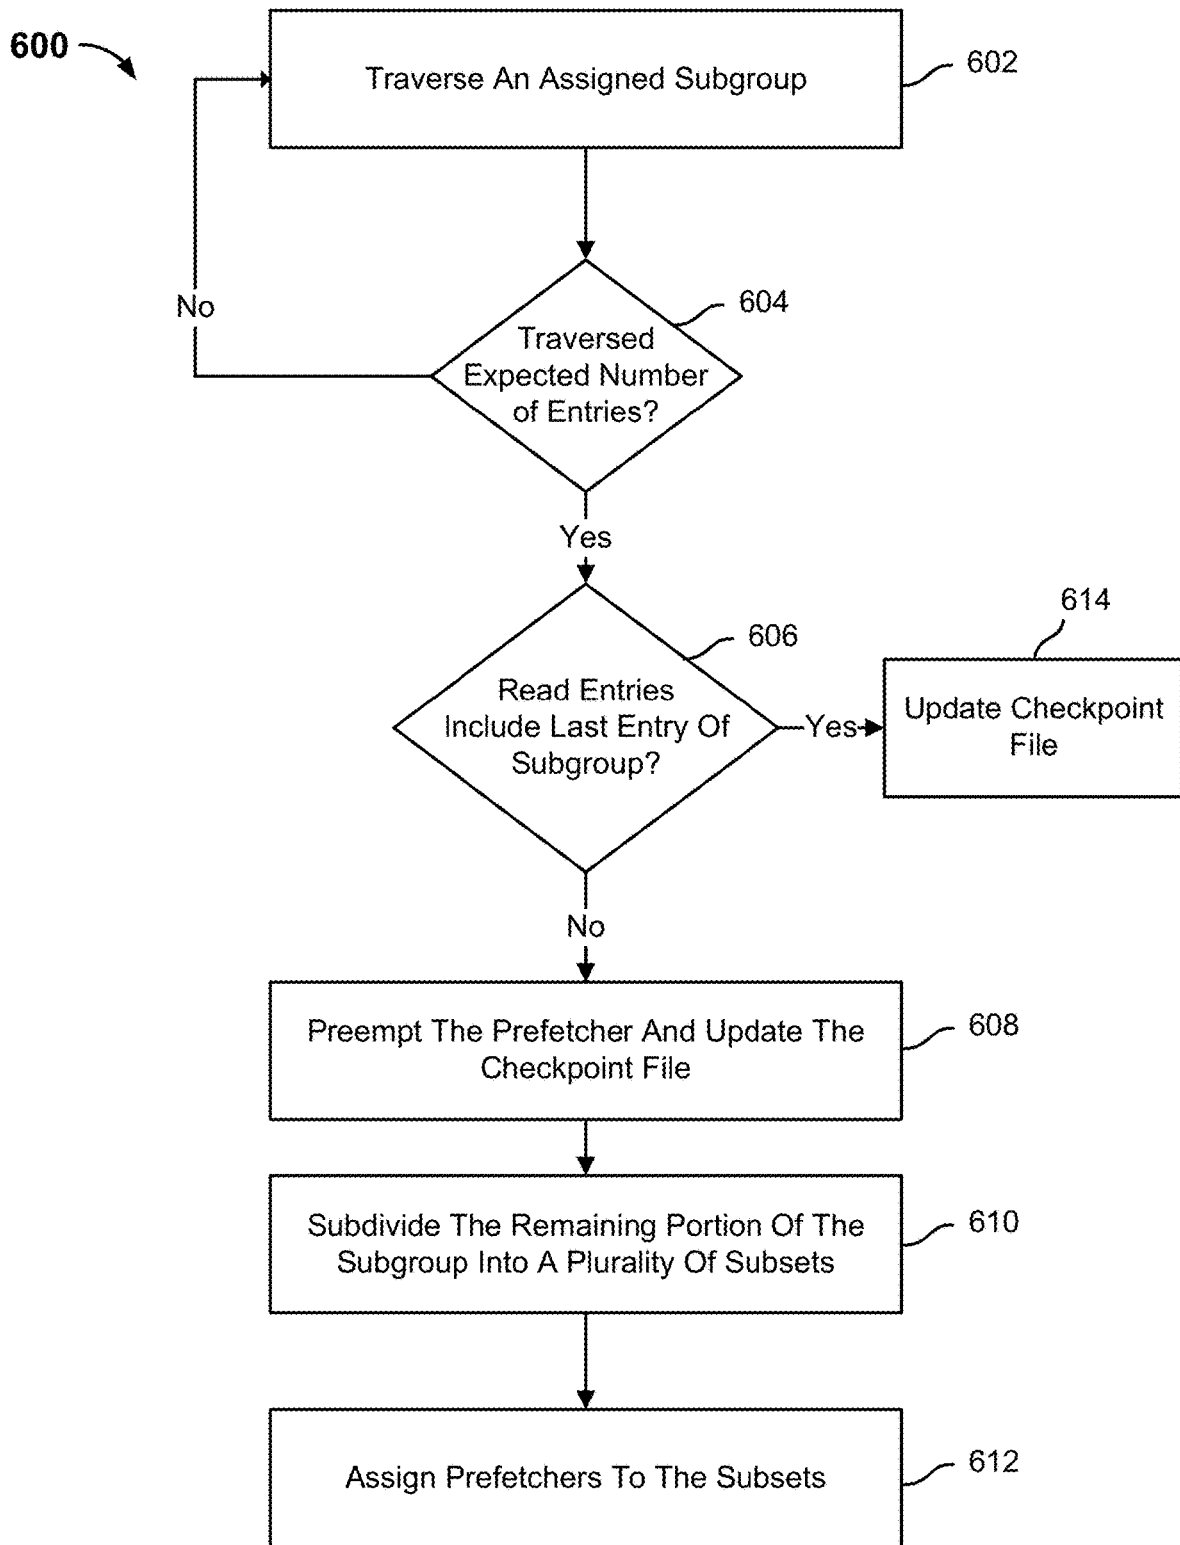 600
Traverse An Assigned Subgroup
602
No
604
Traversed
Expected Number
of Entries?
Yes
606
Read Entries
Include Last Entry Of
Subgroup?
Yes
614
Update Checkpoint
File
No
Preempt The Prefetcher And Update The
Checkpoint File
608
Subdivide The Remaining Portion Of The
Subgroup Into A Plurality Of Subsets
610
Assign Prefetchers To The Subsets
612